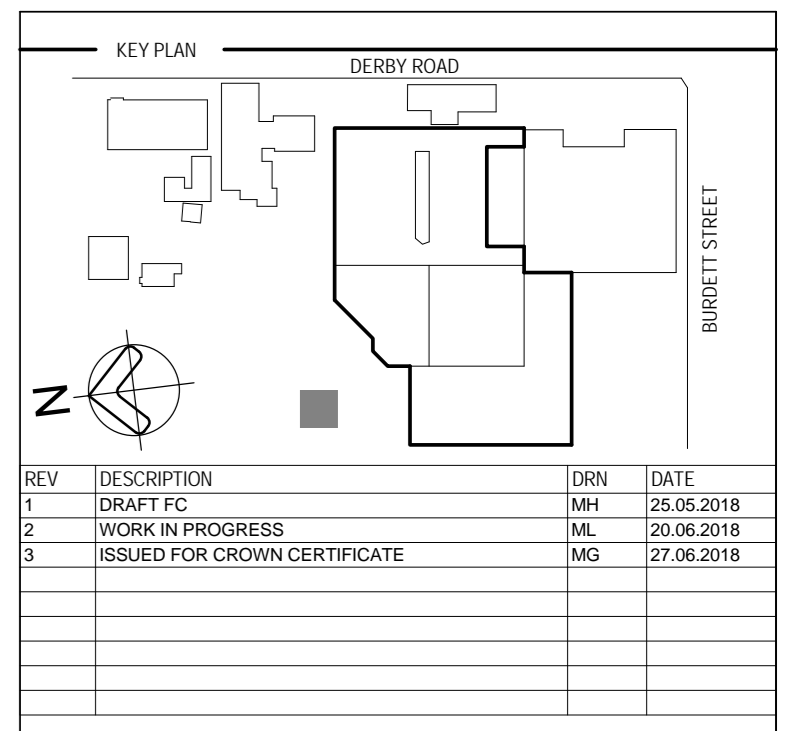 KEY PLAN
DERBY ROAD
BURDETT STREET
N
REV DESCRIPTION DRN DATE
1 DRAFT FC MH 25.05.2018
2 WORK IN PROGRESS ML 20.06.2018
3 ISSUED FOR CROWN CERTIFICATE MG 27.06.2018